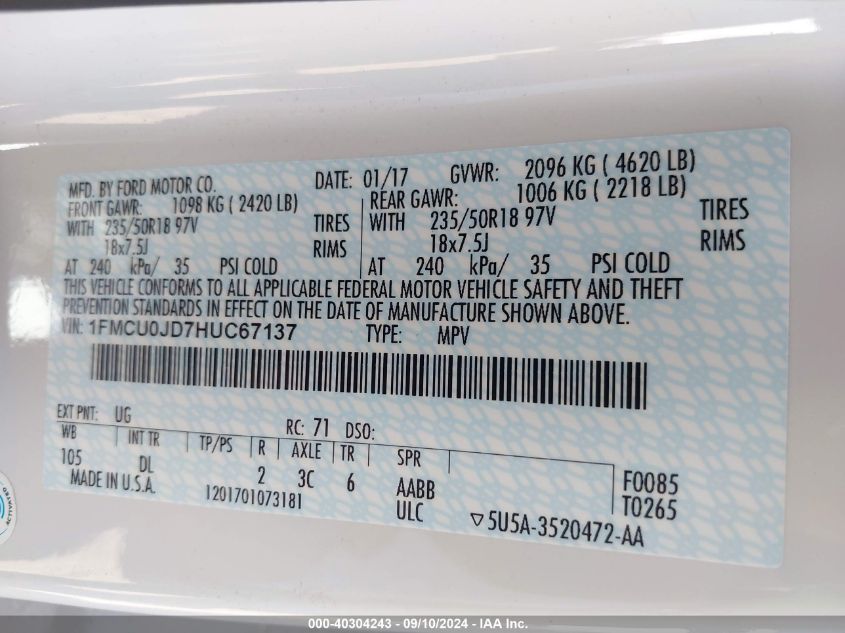 MFD. BY FORD MOTOR CO. DATE: 01/17 GVWR: 2096 KG ( 4620 LB)
FRONT GAWR: 1098 KG ( 2420 LB) REAR GAWR: 1006 KG ( 2218 LB)
WITH 235/50R18 97V TIRES WITH 235/50R18 97V TIRES
18x7.5J RIMS 18x7.5J RIMS
AT 240 kPa/ 35 PSI COLD AT 240 kPa/ 35 PSI COLD
THIS VEHICLE CONFORMS TO ALL APPLICABLE FEDERAL MOTOR VEHICLE SAFETY AND THEFT
PREVENTION STANDARDS IN EFFECT ON THE DATE OF MANUFACTURE SHOWN ABOVE.
VIN: 1FMCU0JD7HUC67137 TYPE: MPV
EXT PNT: UG RC: 71 DSO:
WB INT TR TP/PS R AXLE TR SPR
105 DL 2 3C 6 AABB F0085
MADE IN U.S.A. 1201701073181 ULC T0265
▽5U5A-3520472-AA
ACTIVATED
000-40304243 - 09/10/2024 - IAA Inc.